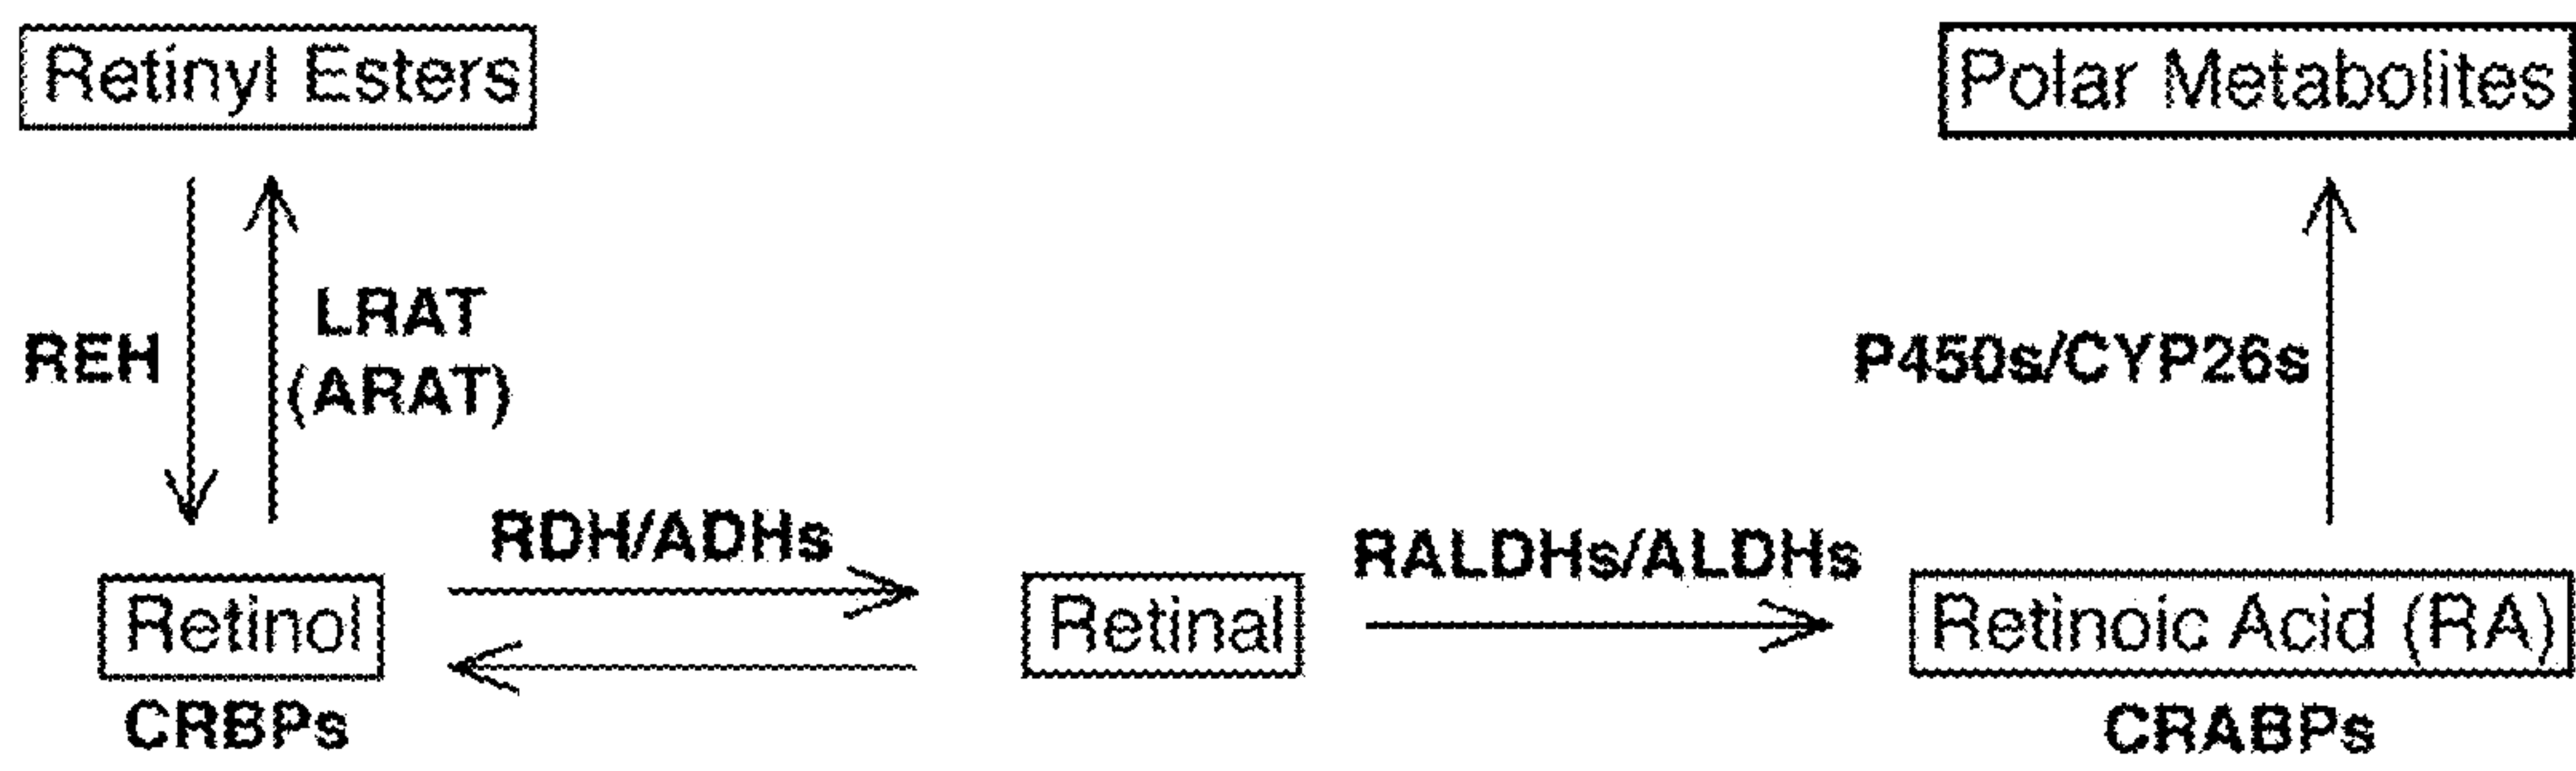 Retinyl Esters
Polar Metabolites
REH
LRAT
(ARAT)
P450s/CYP26s
RDH/ADHs
RALDHs/ALDHs
Retinol
Retinal
Retinoic Acid (RA)
CRBPs
CRABPs